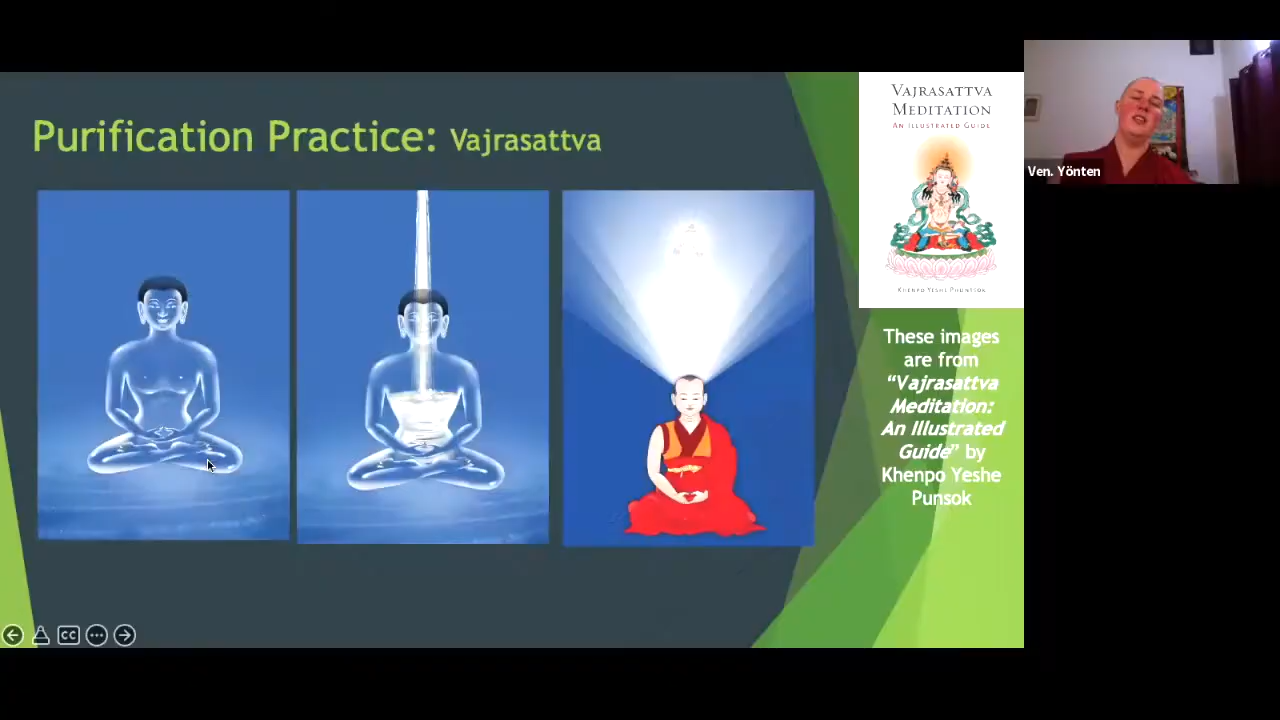 Purification Practice: Vajrasattva
VAJRASATTVA
MEDITATION
AN ILLUSTRATED GUIDE
KHENPO YESHE PHUNTSOK
These images
are from
“Vajrasattva
Meditation:
An Illustrated
Guide” by
Khenpo Yeshe
Punsok
Ven. Yönten
CC